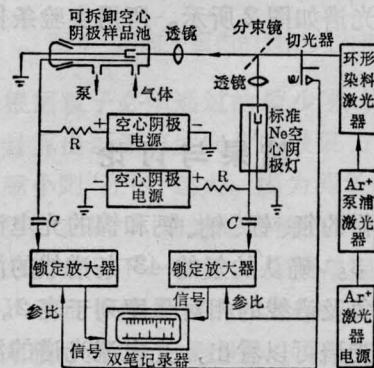 可拆卸空心
阴极样品池
透镜
分束镜
切光器
透镜
泵
气体
环形
染料
激光
器
R
+
空心阴极
电源
−
标准
Ne空
心阴
极灯
+
空心阴极
电源
−
R
C
C
Ar+
泵浦
激光
器
锁定放大器
锁定放大器
参比
信号
信号
参比
双笔记录器
Ar+
激光
器
电源